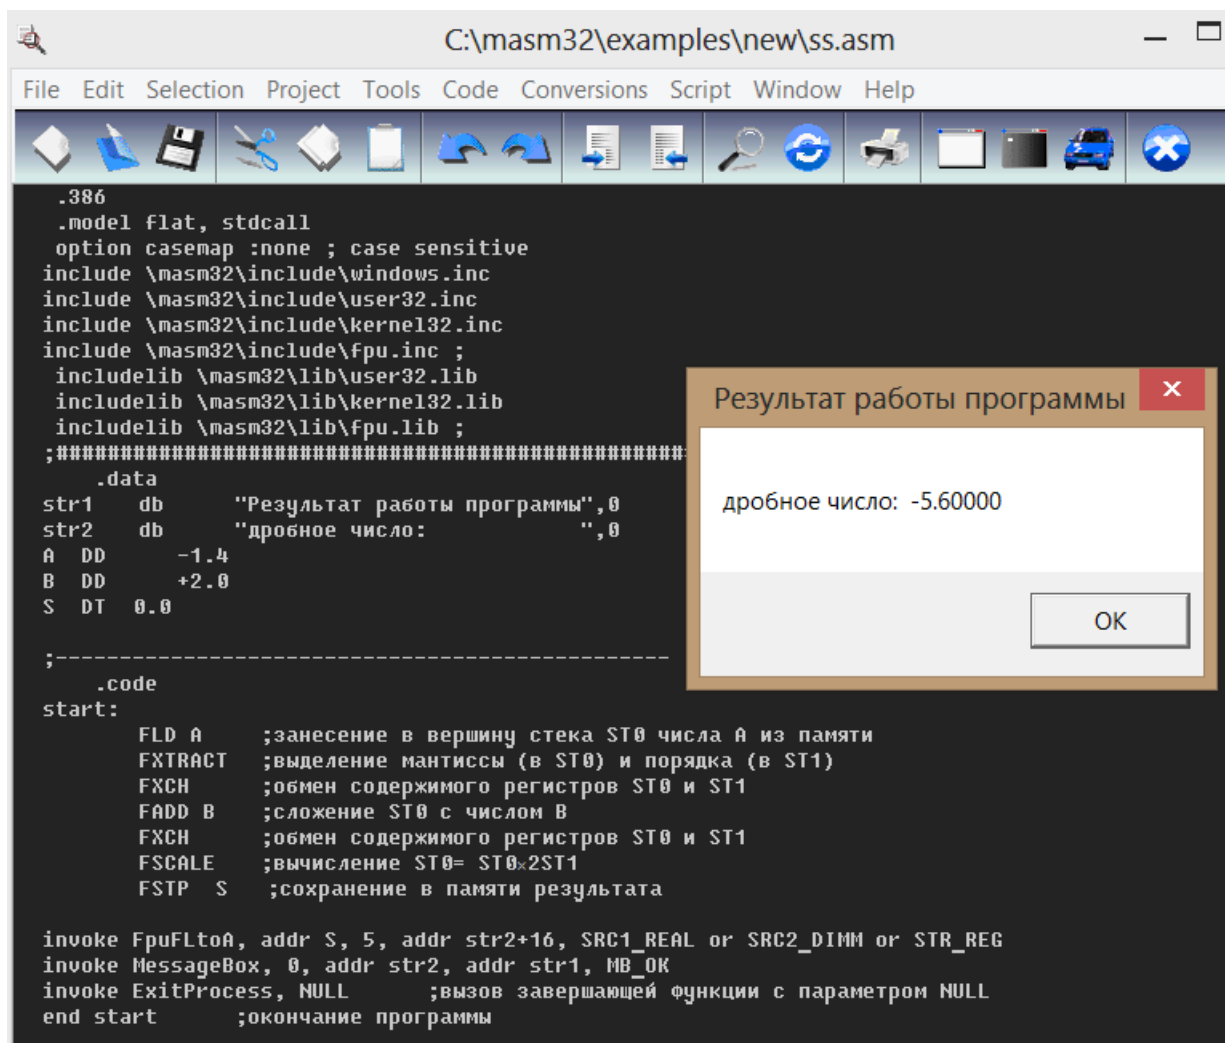 C:\masm32\examples\new\ss.asm
File Edit Selection Project Tools Code Conversions Script Window Help
.386
.model flat, stdcall
option casemap :none ; case sensitive
include \masm32\include\windows.inc
include \masm32\include\user32.inc
include \masm32\include\kernel32.inc
include \masm32\include\fpu.inc ;
includelib \masm32\lib\user32.lib
includelib \masm32\lib\kernel32.lib
includelib \masm32\lib\fpu.lib ;
;##################################################
.data
str1 db "Результат работы программы",0
str2 db "дробное число:            ",0
A DD -1.4
B DD +2.0
S DT 0.0
;------------------------------------------------
.code
start:
FLD A ;занесение в вершину стека ST0 числа A из памяти
FXTRACT ;выделение мантиссы (в ST0) и порядка (в ST1)
FXCH ;обмен содержимого регистров ST0 и ST1
FADD B ;сложение ST0 с числом B
FXCH ;обмен содержимого регистров ST0 и ST1
FSCALE ;вычисление ST0= ST0×2ST1
FSTP S ;сохранение в памяти результата
invoke FpuFLtoA, addr S, 5, addr str2+16, SRC1_REAL or SRC2_DIMM or STR_REG
invoke MessageBox, 0, addr str2, addr str1, MB_OK
invoke ExitProcess, NULL ;вызов завершающей функции с параметром NULL
end start ;окончание программы
Результат работы программы
дробное число: -5.60000
OK